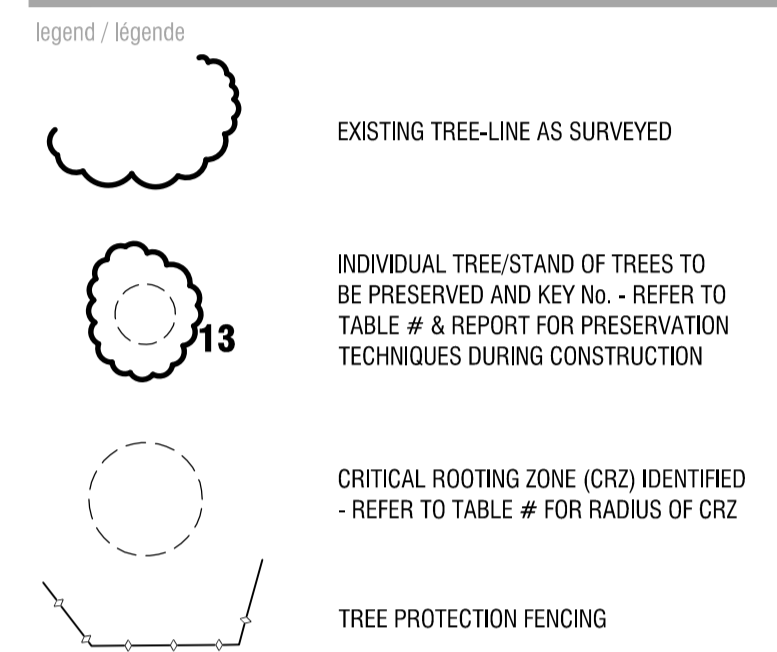 legend / légende
EXISTING TREE-LINE AS SURVEYED
INDIVIDUAL TREE/STAND OF TREES TO
BE PRESERVED AND KEY No. - REFER TO
TABLE # & REPORT FOR PRESERVATION
TECHNIQUES DURING CONSTRUCTION
13
CRITICAL ROOTING ZONE (CRZ) IDENTIFIED
- REFER TO TABLE # FOR RADIUS OF CRZ
TREE PROTECTION FENCING